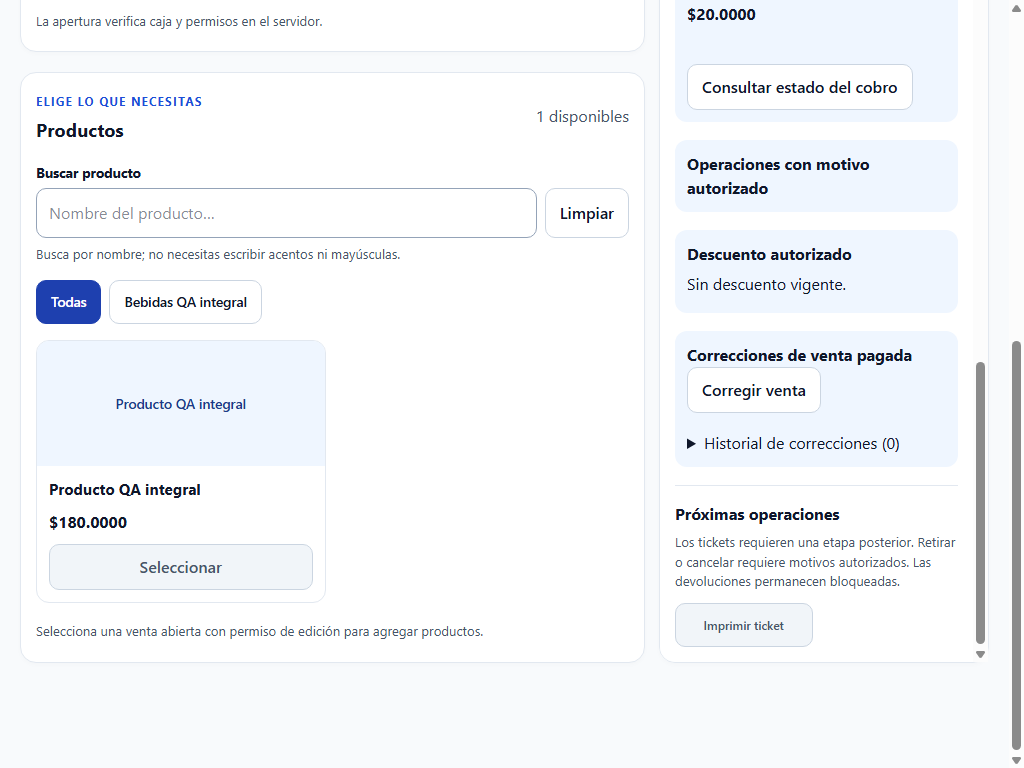 La apertura verifica caja y permisos en el servidor.
ELIGE LO QUE NECESITAS
Productos
1 disponibles
Buscar producto
Nombre del producto...
Limpiar
Busca por nombre; no necesitas escribir acentos ni mayúsculas.
Todas
Bebidas QA integral
Producto QA integral
Producto QA integral
$180.0000
Seleccionar
Selecciona una venta abierta con permiso de edición para agregar productos.
$20.0000
Consultar estado del cobro
Operaciones con motivo
autorizado
Descuento autorizado
Sin descuento vigente.
Correcciones de venta pagada
Corregir venta
Historial de correcciones (0)
Próximas operaciones
Los tickets requieren una etapa posterior. Retirar
o cancelar requiere motivos autorizados. Las
devoluciones permanecen bloqueadas.
Imprimir ticket